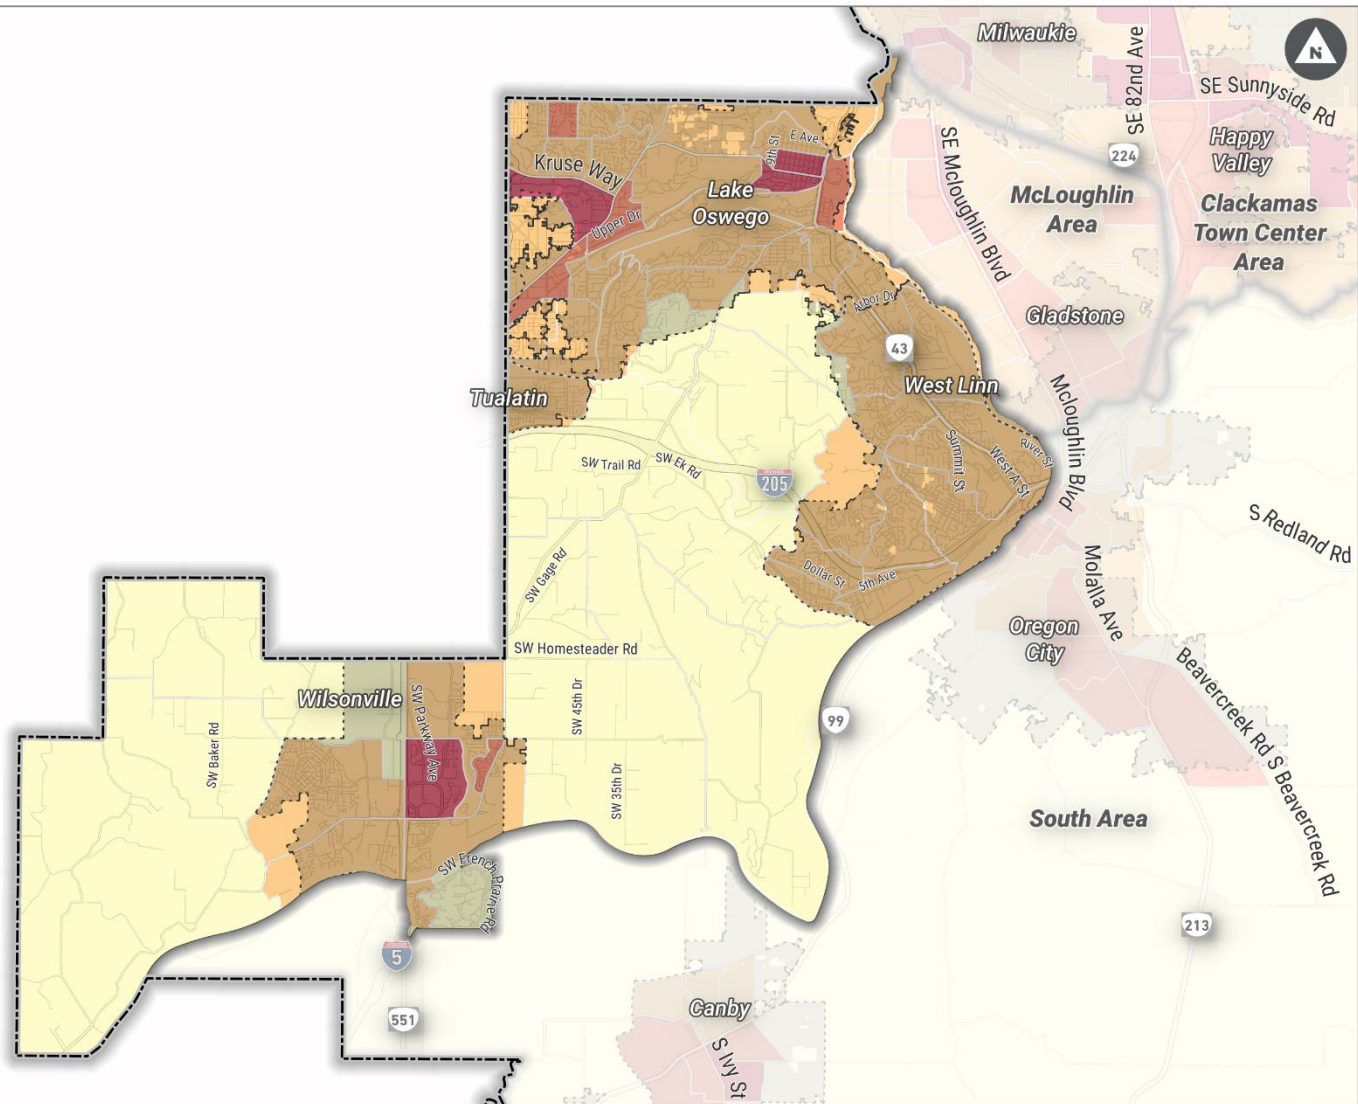 Milwaukie
N
SE 82nd Ave
SE Sunnyside Rd
E Ave
9th St
SE Mcloughlin Blvd
224
Happy
Valley
Kruse Way
Lake
Oswego
McLoughlin
Area
Clackamas
Town Center
Area
Upper Dr
Arbor Dr
Gladstone
43
Tualatin
West Linn
Mcloughlin Blvd
SW Trail Rd
SW Ek Rd
205
Summit St
West A St
River St
S Redland Rd
SW Gage Rd
Dollar St
5th Ave
Molalla Ave
Oregon
City
SW Homesteader Rd
Wilsonville
SW Parkway Ave
SW 45th Dr
99
Beavercreek Rd
SW Baker Rd
SW 35th Dr
S Beavercreek Rd
South Area
SW French Prairie Rd
213
5
551
Canby
S Ivy St